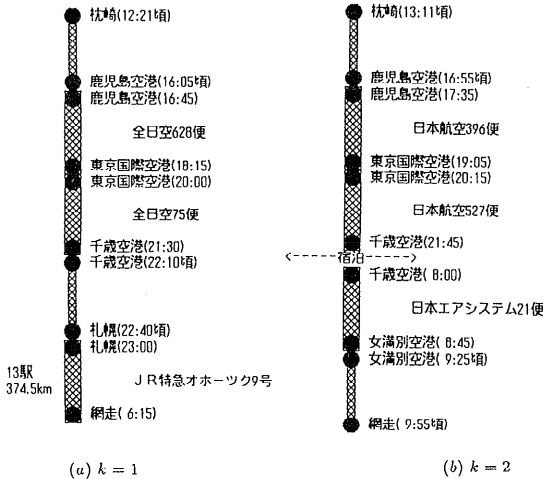 枕崎(12:21頃)
鹿児島空港(16:05頃)
鹿児島空港(16:45)
全日空628便
東京国際空港(18:15)
東京国際空港(20:00)
全日空75便
千歳空港(21:30)
千歳空港(22:10頃)
札幌(22:40頃)
札幌(23:00)
13駅
374.5km
JR特急オホーツク9号
網走( 6:15)
(a) k = 1
枕崎(13:11頃)
鹿児島空港(16:55頃)
鹿児島空港(17:35)
日本航空396便
東京国際空港(19:05)
東京国際空港(20:15)
日本航空527便
千歳空港(21:45)
宿泊
千歳空港( 8:00)
日本エアシステム21便
女満別空港( 8:45)
女満別空港( 9:25頃)
網走( 9:55頃)
(b) k = 2